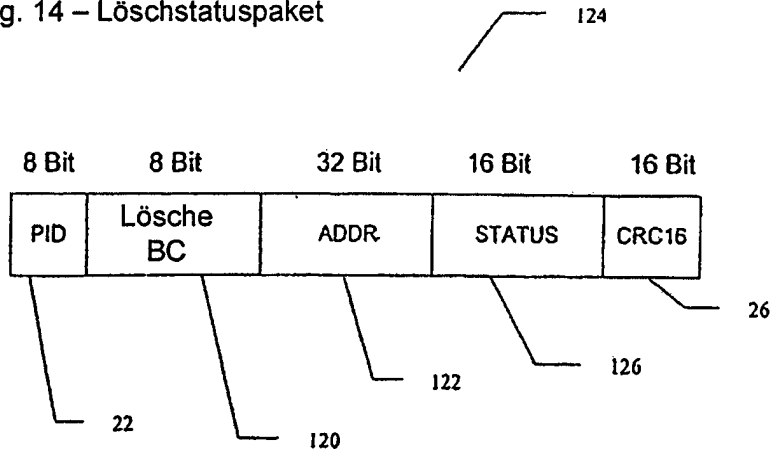 g. 14 – Löschstatuspaket
124
8 Bit 8 Bit 32 Bit 16 Bit 16 Bit
PID Lösche BC ADDR STATUS CRC16
26
126
122
22
120